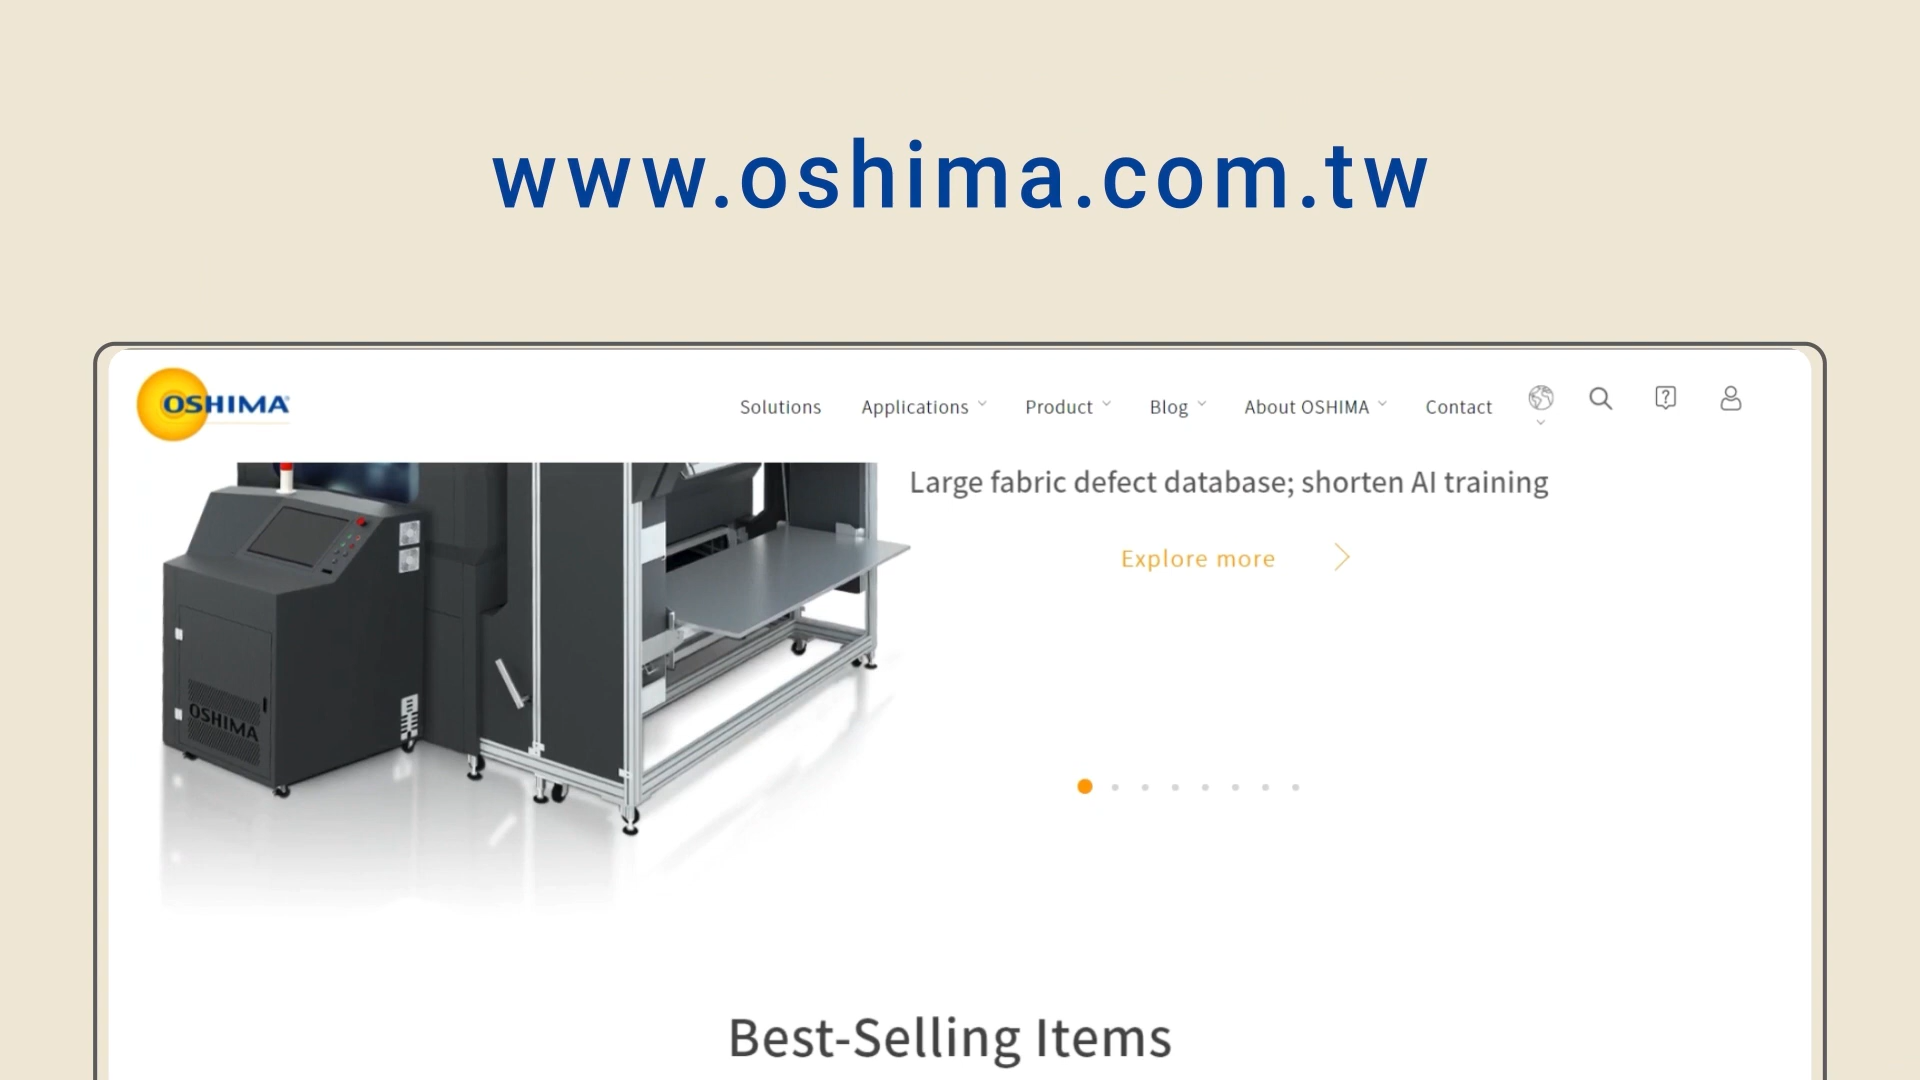 www.oshima.com.tw
OSHIMA®
Solutions Applications Product Blog About OSHIMA Contact
Large fabric defect database; shorten AI training
Explore more
OSHIMA
Best-Selling Items